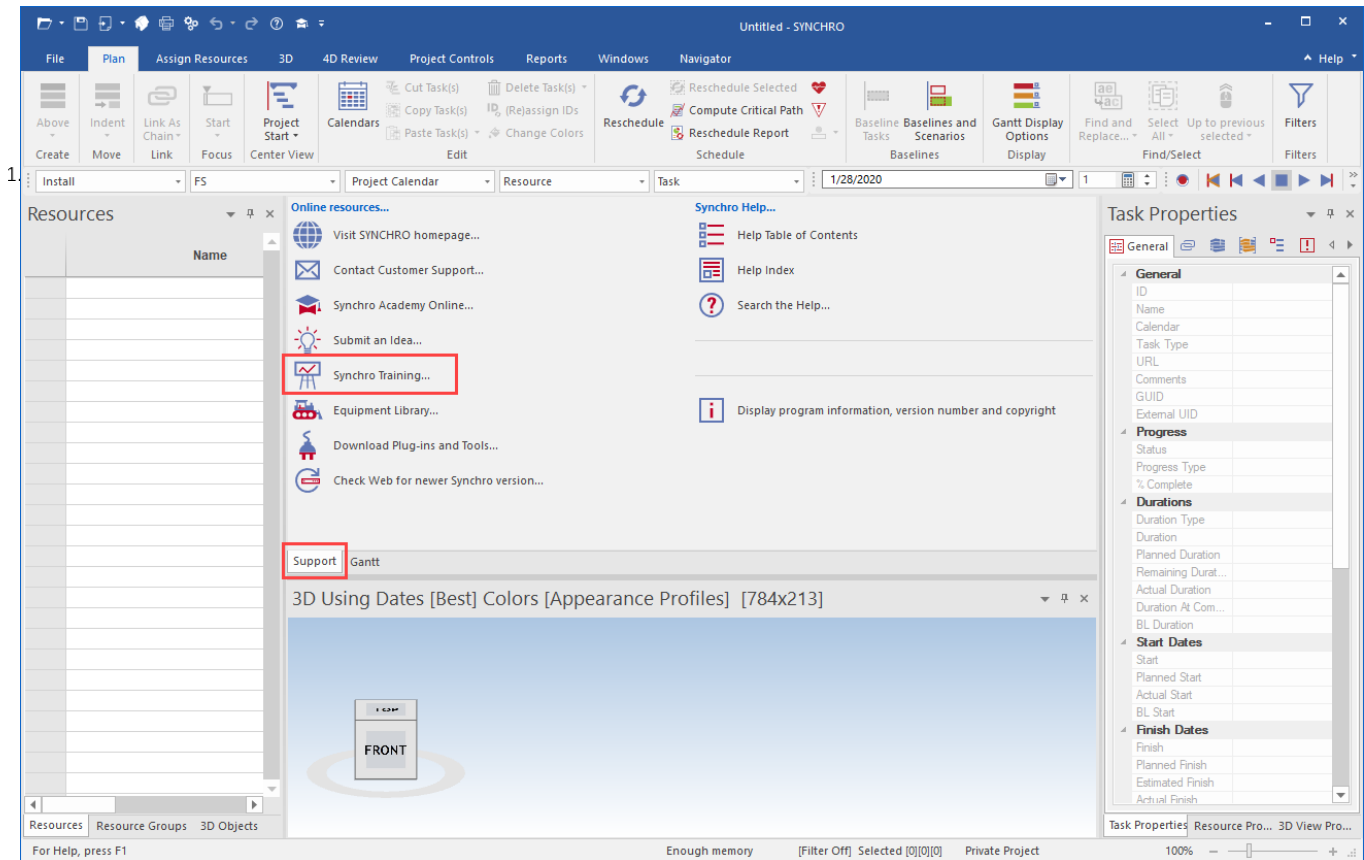 Untitled - SYNCHRO
File Plan Assign Resources 3D 4D Review Project Controls Reports Windows Navigator Help
Above Indent Link As Chain Start Project Start Calendars
Cut Task(s) Delete Task(s)
Copy Task(s) (Re)assign IDs
Paste Task(s) Change Colors
Reschedule
Reschedule Selected
Compute Critical Path
Reschedule Report
Baseline Tasks Baselines and Scenarios Gantt Display Options Find and Replace... Select All Up to previous selected Filters
Create Move Link Focus Center View Edit Schedule Baselines Display Find/Select Filters
1.
Install FS Project Calendar Resource Task 1/28/2020 1
Resources
Name
Online resources...
Visit SYNCHRO homepage...
Contact Customer Support...
Synchro Academy Online...
Submit an Idea...
Synchro Training...
Equipment Library...
Download Plug-ins and Tools...
Check Web for newer Synchro version...
Synchro Help...
Help Table of Contents
Help Index
Search the Help...
Display program information, version number and copyright
Support Gantt
3D Using Dates [Best] Colors [Appearance Profiles] [784x213]
TOP
FRONT
Task Properties
General
General
ID
Name
Calendar
Task Type
URL
Comments
GUID
External UID
Progress
Status
Progress Type
% Complete
Durations
Duration Type
Duration
Planned Duration
Remaining Durat...
Actual Duration
Duration At Com...
BL Duration
Start Dates
Start
Planned Start
Actual Start
BL Start
Finish Dates
Finish
Planned Finish
Estimated Finish
Actual Finish
Resources Resource Groups 3D Objects
Task Properties Resource Pro... 3D View Pro...
For Help, press F1 Enough memory [Filter Off] Selected [0][0][0] Private Project 100%